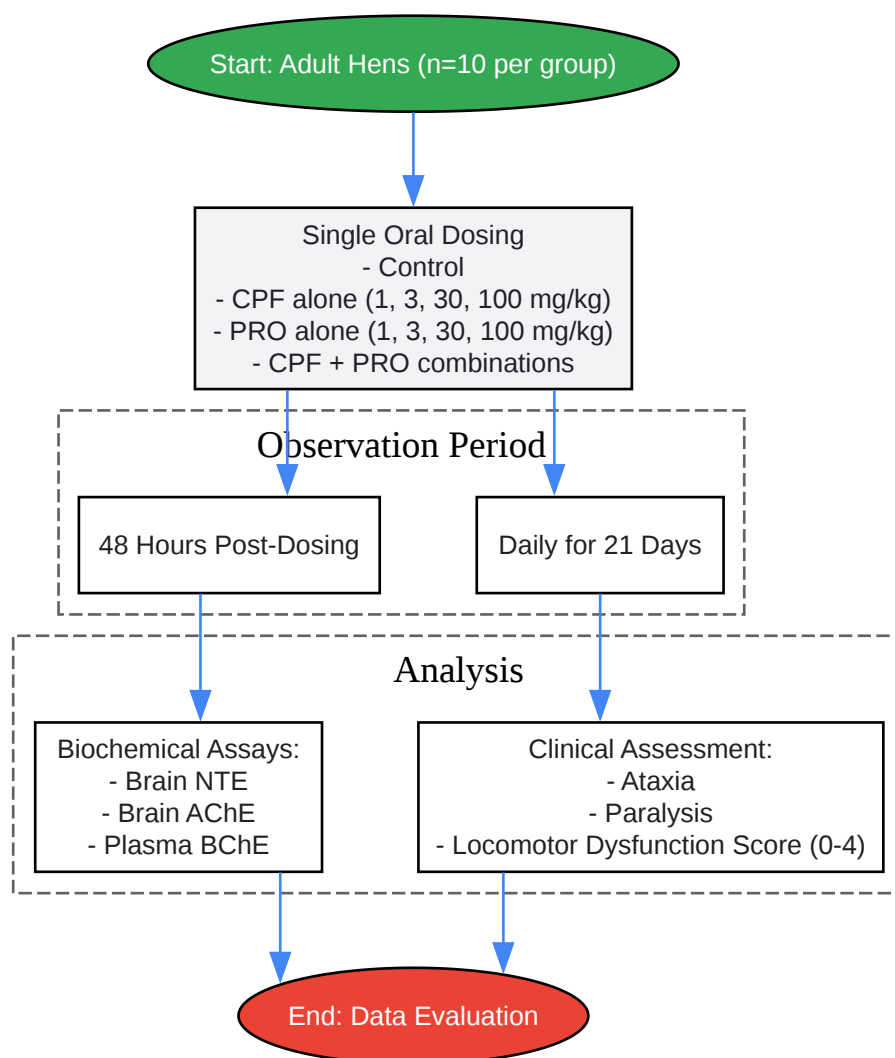 Start: Adult Hens (n=10 per group)
Single Oral Dosing
- Control
- CPF alone (1, 3, 30, 100 mg/kg)
- PRO alone (1, 3, 30, 100 mg/kg)
- CPF + PRO combinations
Observation Period
48 Hours Post-Dosing
Daily for 21 Days
Analysis
Biochemical Assays:
- Brain NTE
- Brain AChE
- Plasma BChE
Clinical Assessment:
- Ataxia
- Paralysis
- Locomotor Dysfunction Score (0-4)
End: Data Evaluation